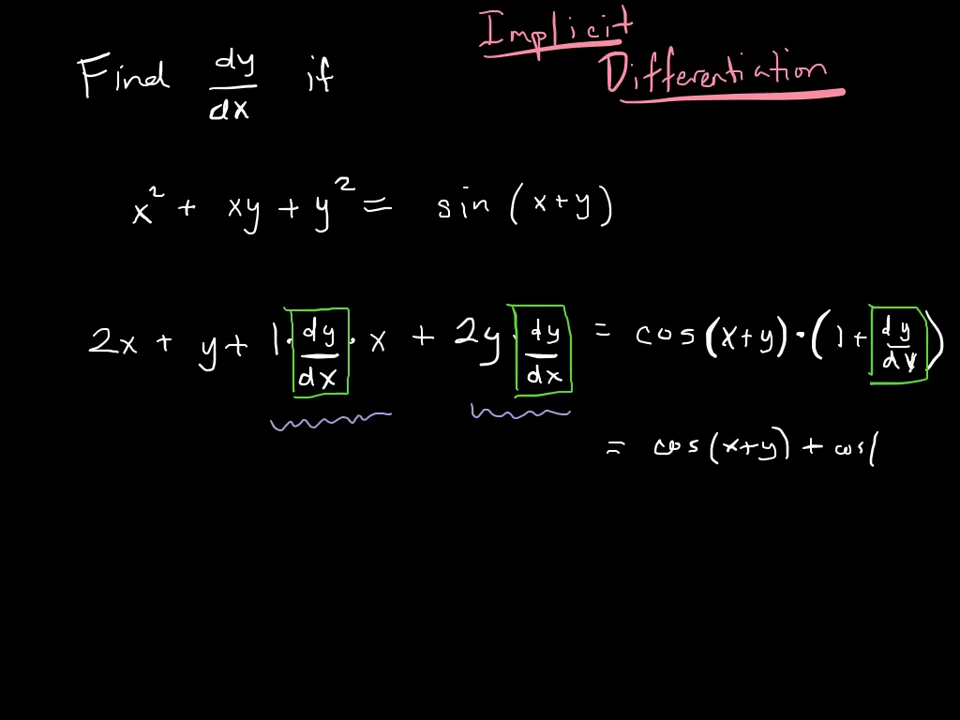 Implicit
Differentiation
Find dy/dx if
x² + xy + y² = sin (x+y)
2x + y + 1·dy/dx·x + 2y·dy/dx = cos(x+y)·(1+dy/dx)
= cos(x+y) + cos(